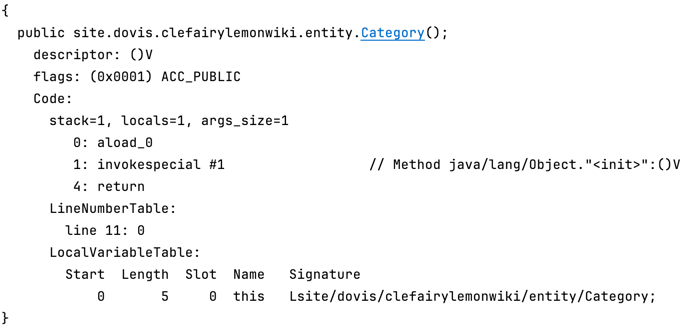 {
  public site.dovis.clefairylemonwiki.entity.Category();
    descriptor: ()V
    flags: (0x0001) ACC_PUBLIC
    Code:
      stack=1, locals=1, args_size=1
         0: aload_0
         1: invokespecial #1                  // Method java/lang/Object."<init>":()V
         4: return
      LineNumberTable:
        line 11: 0
      LocalVariableTable:
        Start  Length  Slot  Name   Signature
            0       5     0  this   Lsite/dovis/clefairylemonwiki/entity/Category;
}